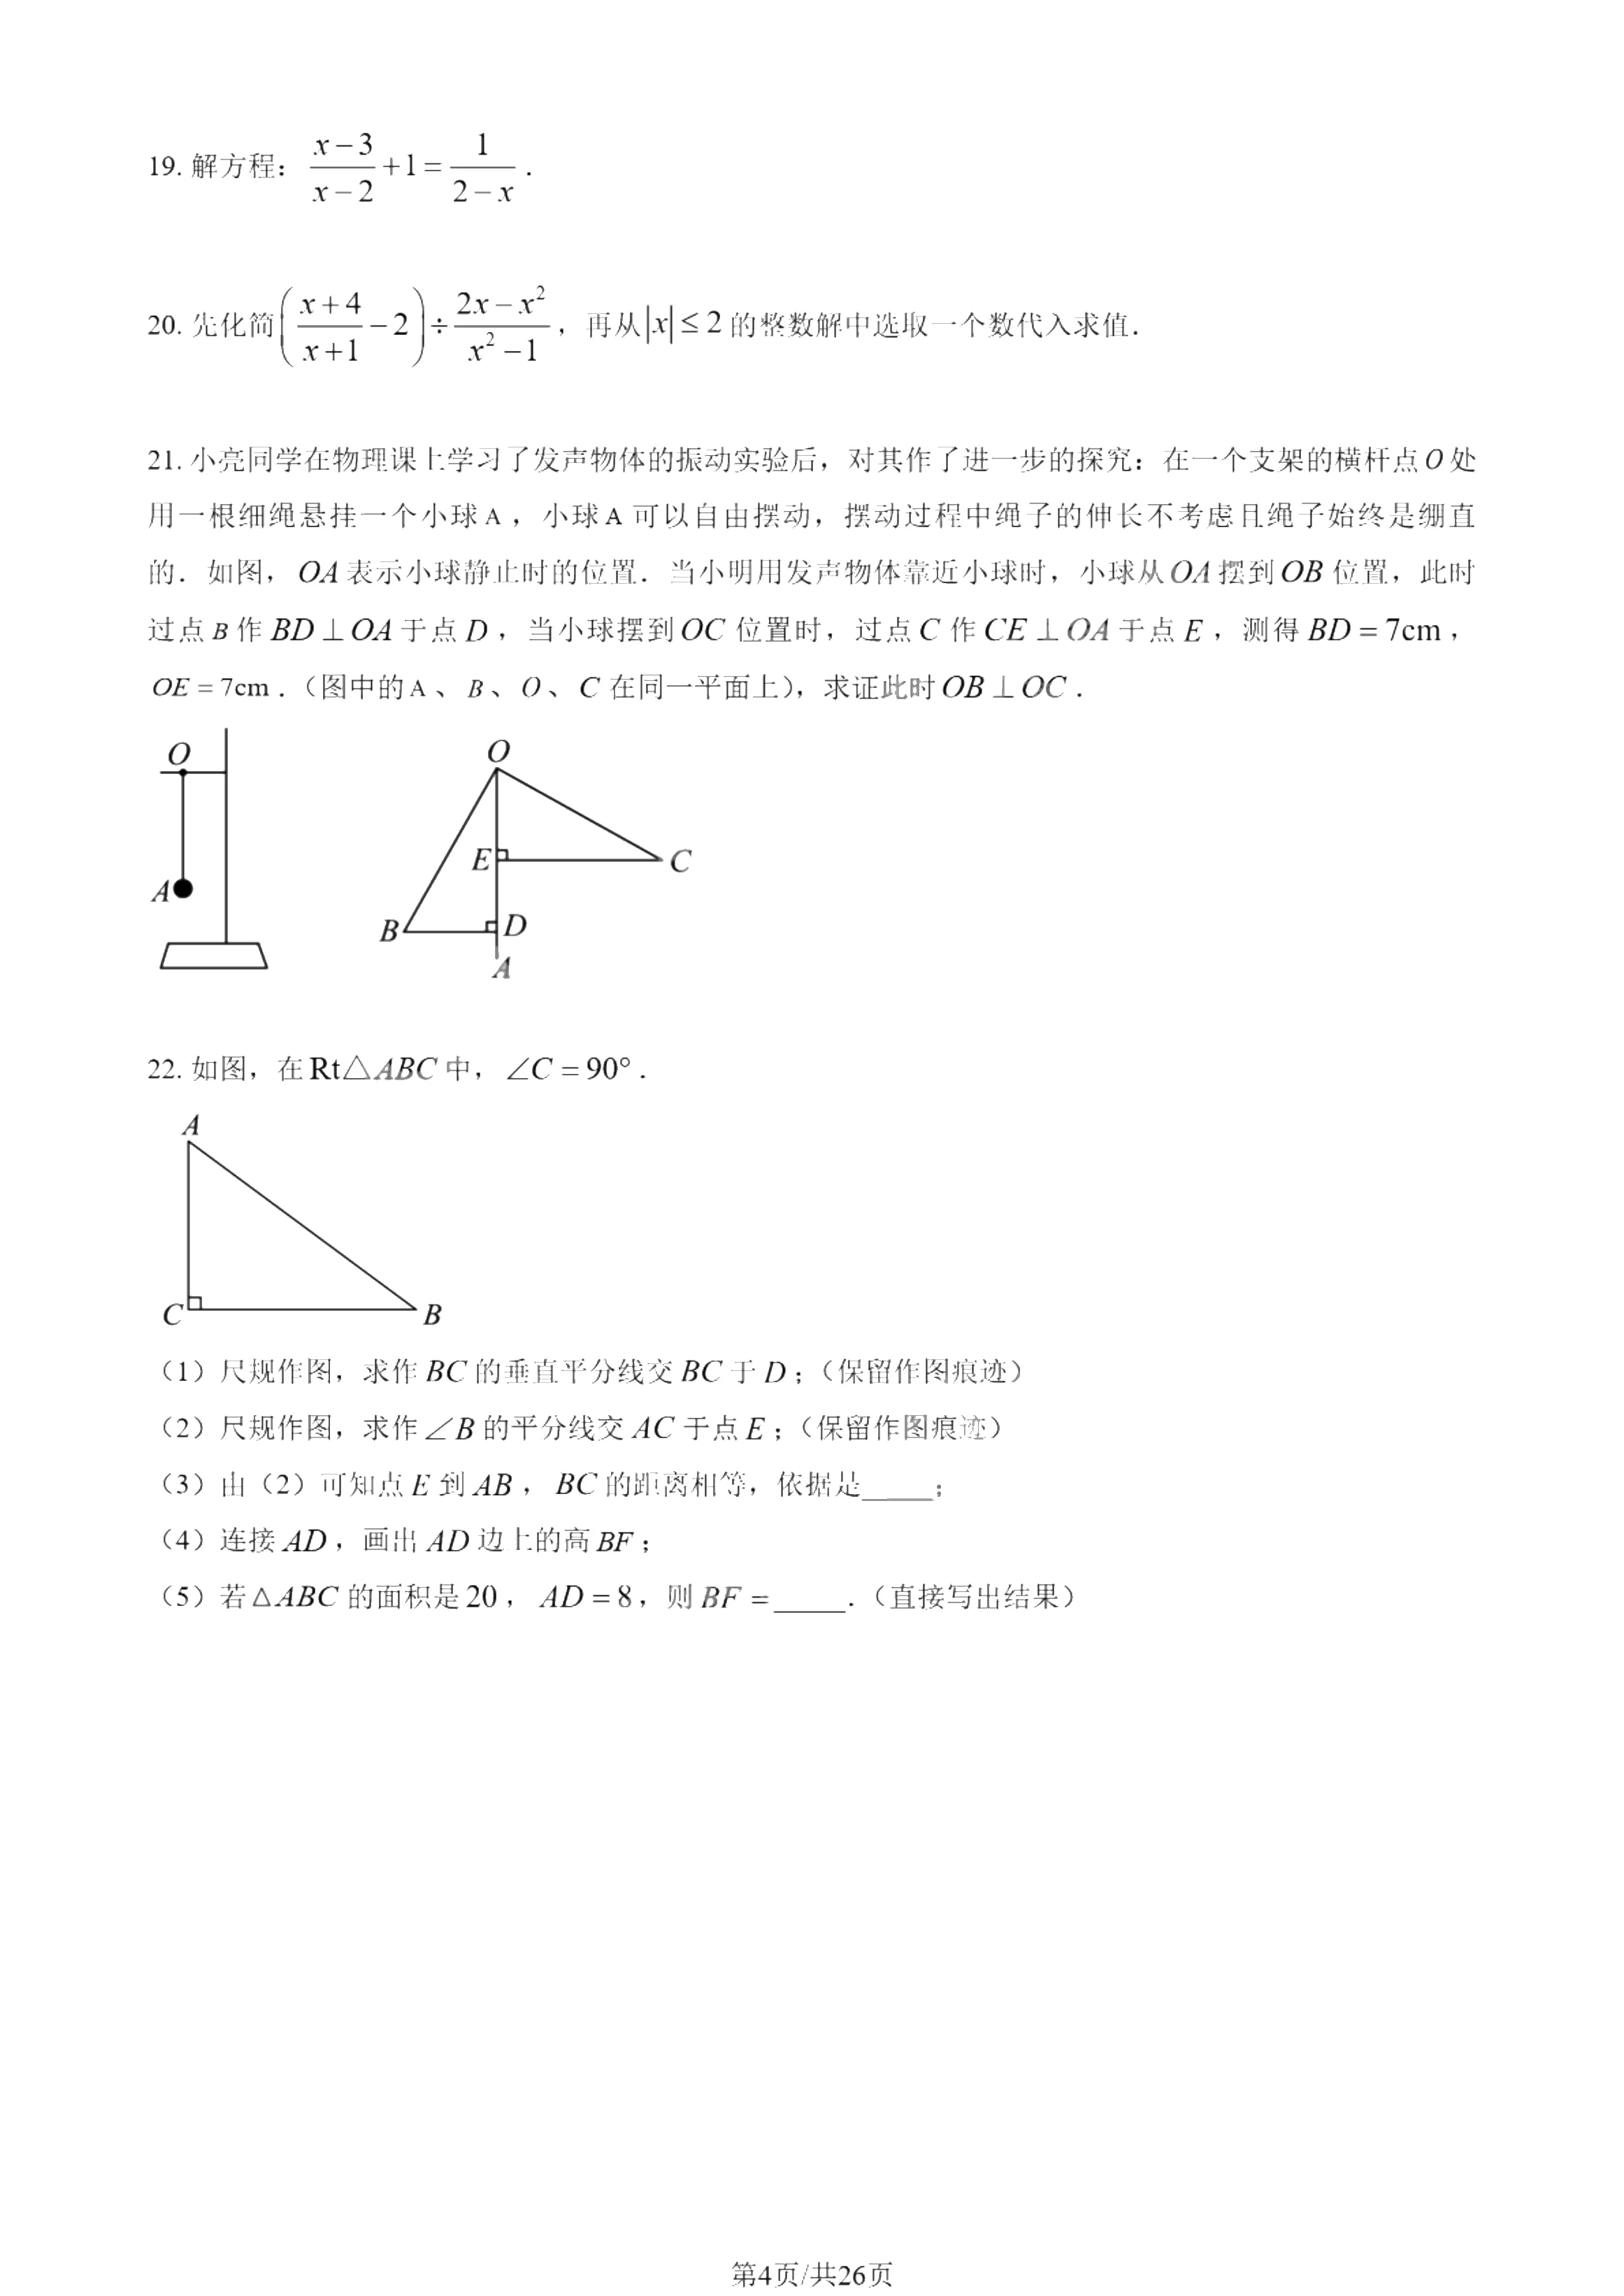 19. 解方程：$\frac{x-3}{x-2}+1=\frac{1}{2-x}$．
20. 先化简$\left(\frac{x+4}{x+1}-2\right)\div\frac{2x-x^2}{x^2-1}$，再从$|x|\le 2$的整数解中选取一个数代入求值．
21. 小亮同学在物理课上学习了发声物体的振动实验后，对其作了进一步的探究：在一个支架的横杆点O处
用一根细绳悬挂一个小球A，小球A可以自由摆动，摆动过程中绳子的伸长不考虑且绳子始终是绷直
的．如图，OA表示小球静止时的位置．当小明用发声物体靠近小球时，小球从OA摆到OB位置，此时
过点B作BD⊥OA于点D，当小球摆到OC位置时，过点C作CE⊥OA于点E，测得BD=7cm，
OE=7cm．（图中的A、B、O、C在同一平面上），求证此时OB⊥OC．
O
A
O
E
C
B
D
A
22. 如图，在Rt△ABC中，∠C=90°．
A
C
B
（1）尺规作图，求作BC的垂直平分线交BC于D；（保留作图痕迹）
（2）尺规作图，求作∠B的平分线交AC于点E；（保留作图痕迹）
（3）由（2）可知点E到AB，BC的距离相等，依据是_____；
（4）连接AD，画出AD边上的高BF；
（5）若△ABC的面积是20，AD=8，则BF=_____．（直接写出结果）
第4页/共26页